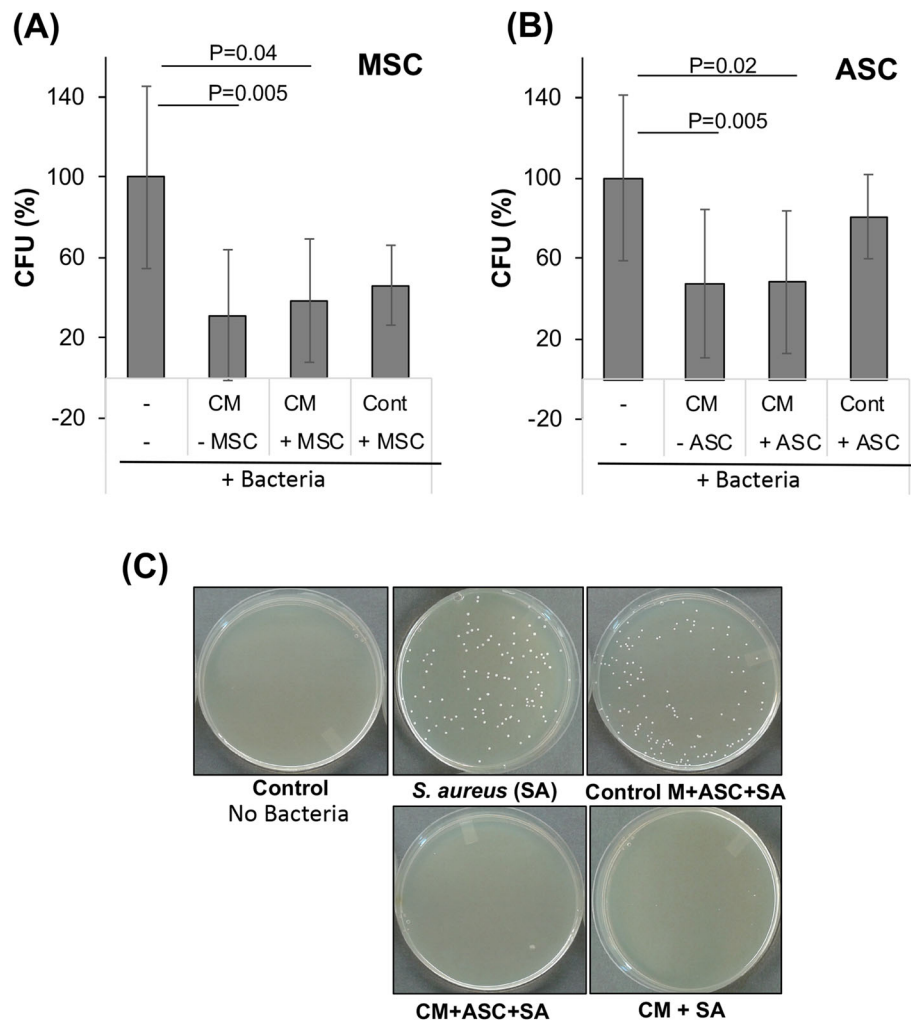 (A)
MSC
P=0.04
P=0.005
CFU (%)
140
100
60
20
-20
- CM CM Cont
- - MSC + MSC + MSC
+ Bacteria
(B)
ASC
P=0.02
P=0.005
CFU (%)
140
100
60
20
-20
- CM CM Cont
- - ASC + ASC + ASC
+ Bacteria
(C)
Control
No Bacteria
S. aureus (SA)
Control M+ASC+SA
CM+ASC+SA
CM + SA